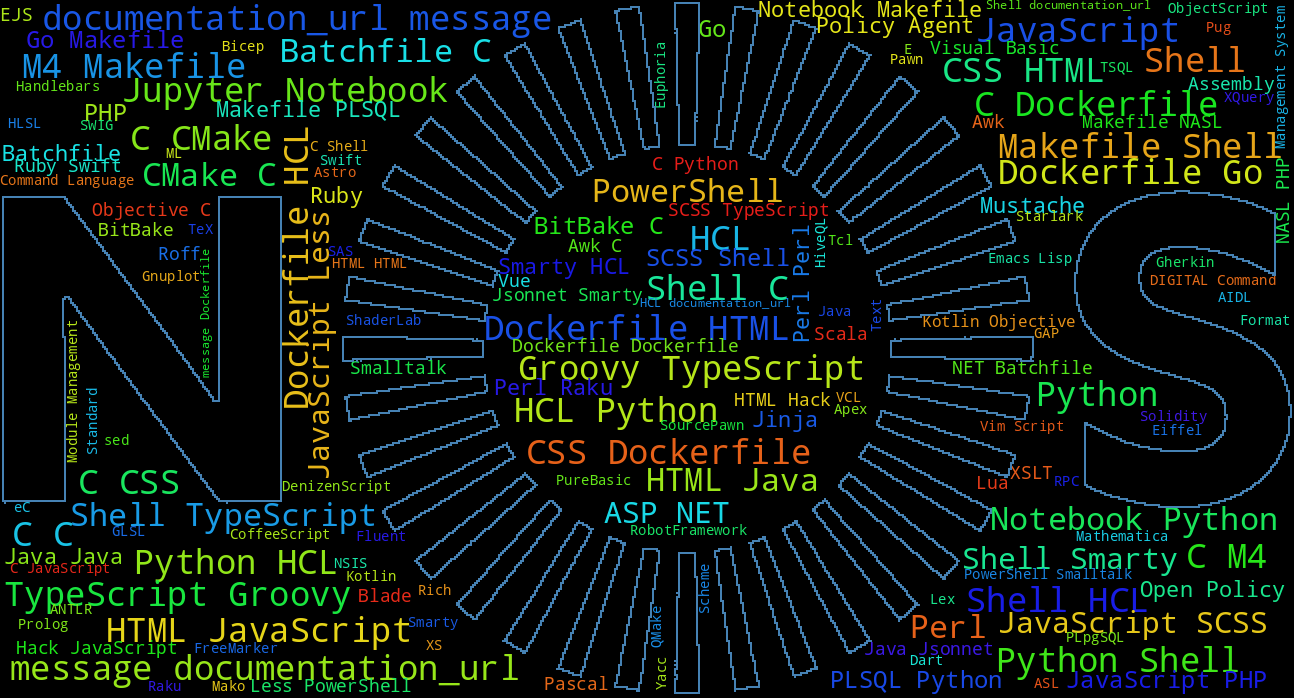 EJS
documentation_url message
Notebook Makefile
Shell documentation_url
ObjectScript
Go Makefile
Bicep
Batchfile C
Go
Policy Agent
JavaScript
Pug
M4 Makefile
Euphoria
E
Visual Basic
Pawn
CSS HTML
TSQL
Shell
Management System
Handlebars
Jupyter Notebook
Assembly
PHP
Makefile PLSQL
C Dockerfile
XQuery
HLSL
SWIG
C CMake
Awk
Makefile NASL
Batchfile
ML
C Shell
Makefile Shell
Ruby Swift
Swift
C Python
Command Language
CMake C
Astro
Dockerfile Go
PHP
Dockerfile HCL
Ruby
PowerShell
Mustache
Objective C
SCSS TypeScript
Starlark
BitBake
TeX
JavaScript Less
BitBake C
HCL
HiveQL
Tcl
NASL
Roff
SAS
Awk C
Perl Perl
HTML HTML
Smarty HCL
SCSS Shell
Emacs Lisp
Gherkin
Gnuplot
message Dockerfile
Vue
Shell C
DIGITAL Command
Jsonnet Smarty
HCL documentation_url
AIDL
ShaderLab
Dockerfile HTML
Java
Text
Kotlin Objective
Format
Scala
GAP
Module Management
Dockerfile Dockerfile
Smalltalk
Groovy TypeScript
NET Batchfile
Standard
Perl Raku
HTML Hack
VCL
Python
sed
HCL Python
Apex
Jinja
Solidity
SourcePawn
Vim Script
Eiffel
CSS Dockerfile
C CSS
DenizenScript
PureBasic
HTML Java
XSLT
Lua
RPC
eC
Shell TypeScript
ASP NET
Notebook Python
C C
GLSL
CoffeeScript
Fluent
RobotFramework
Mathematica
Java Java
Python HCL
NSIS
Shell Smarty
C M4
C JavaScript
Kotlin
PowerShell Smalltalk
TypeScript Groovy
Blade
Rich
Scheme
Lex
Shell HCL
Open Policy
ANTLR
Prolog
HTML JavaScript
Smarty
QMake
Perl
JavaScript SCSS
Hack JavaScript
FreeMarker
XS
Java Jsonnet
PLpgSQL
message documentation_url
Yacc
Dart
Python Shell
Raku
Mako
Less PowerShell
Pascal
PLSQL Python
ASL
JavaScript PHP
N
S